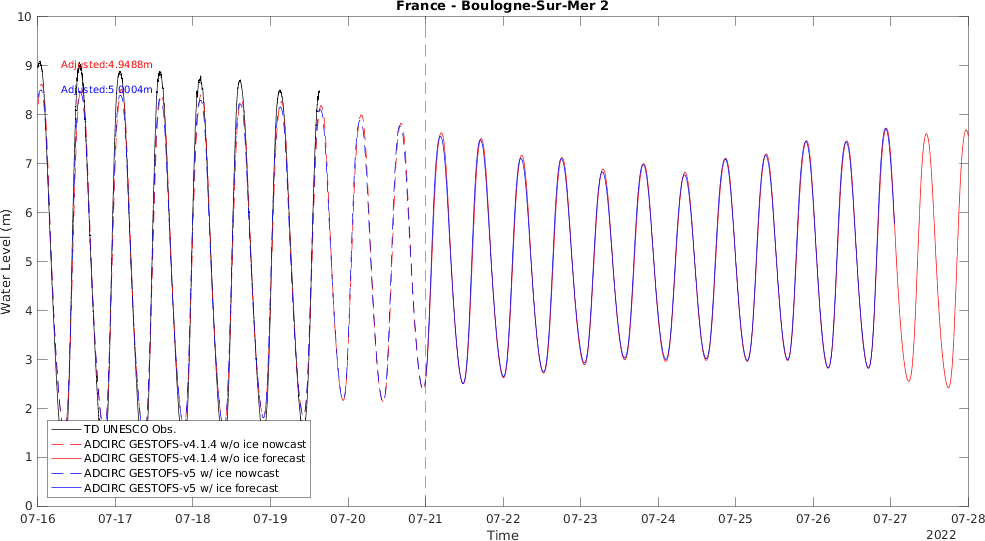 France - Boulogne-Sur-Mer 2
10
9
8
7
6
5
4
3
2
1
0
Water Level (m)
Adjusted:4.9488m
Adjusted:5.0004m
TD UNESCO Obs.
ADCIRC GESTOFS-v4.1.4 w/o ice nowcast
ADCIRC GESTOFS-v4.1.4 w/o ice forecast
ADCIRC GESTOFS-v5 w/ ice nowcast
ADCIRC GESTOFS-v5 w/ ice forecast
07-16 07-17 07-18 07-19 07-20 07-21 07-22 07-23 07-24 07-25 07-26 07-27 07-28
Time
2022